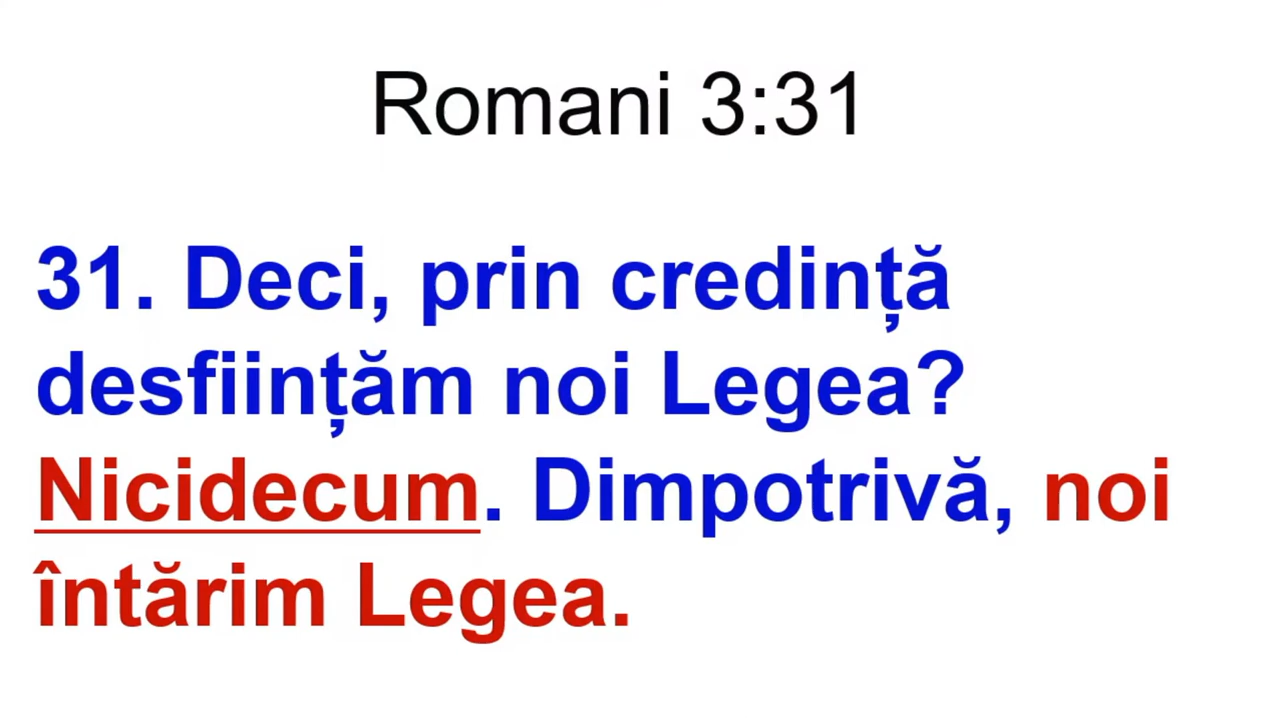 Romani 3:31
31. Deci, prin credință
desființăm noi Legea?
Nicidecum. Dimpotrivă, noi
întărim Legea.